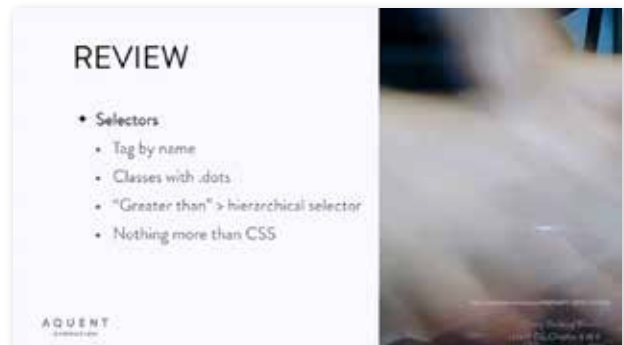 REVIEW
Selectors
Tag by name
Classes with .dots
"Greater than" > hierarchical selector
Nothing more than CSS
AQUENT